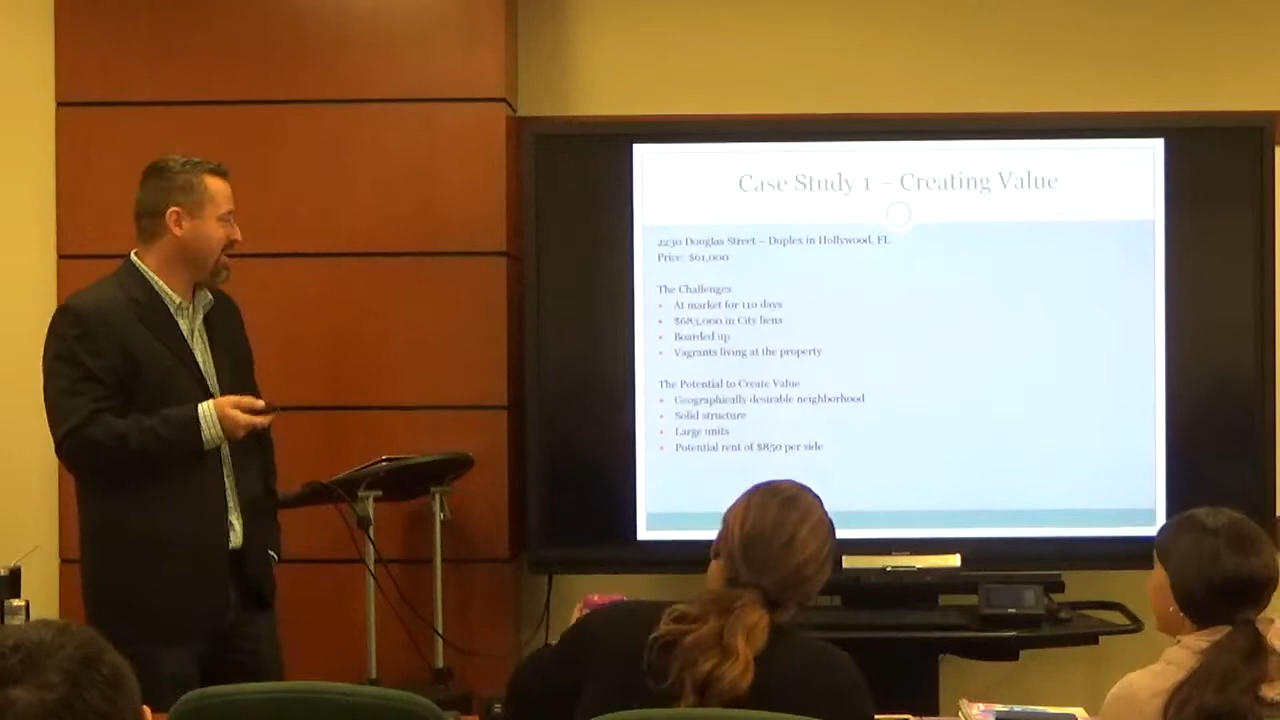 Case Study 1 – Creating Value
2230 Douglas Street – Duplex in Hollywood, FL
Price: $61,000
The Challenges
• At market for 110 days
• $683,000 in City liens
• Boarded up
• Vagrants living at the property
The Potential to Create Value
• Geographically desirable neighborhood
• Solid structure
• Large units
• Potential rent of $850 per side